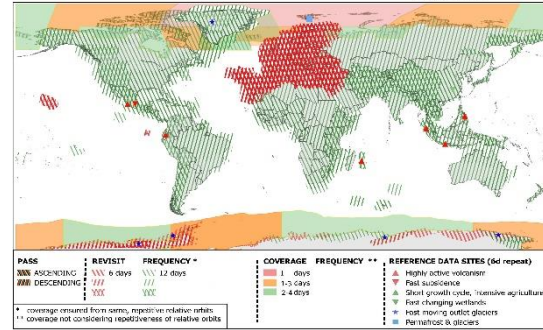 PASS
ASCENDING
DESCENDING
REVISIT FREQUENCY *
6 days 12 days
COVERAGE FREQUENCY **
1 days
1-3 days
2-4 days
REFERENCE DATA SITES (6d repeat)
Highly active volcanism
Fast subsidence
Short growth cycle, intensive agriculture
Fast changing wetlands
Fast moving outlet glaciers
Permafrost & glaciers
* coverage ensured from same, repetitive relative orbits
** coverage not considering repetitiveness of relative orbits